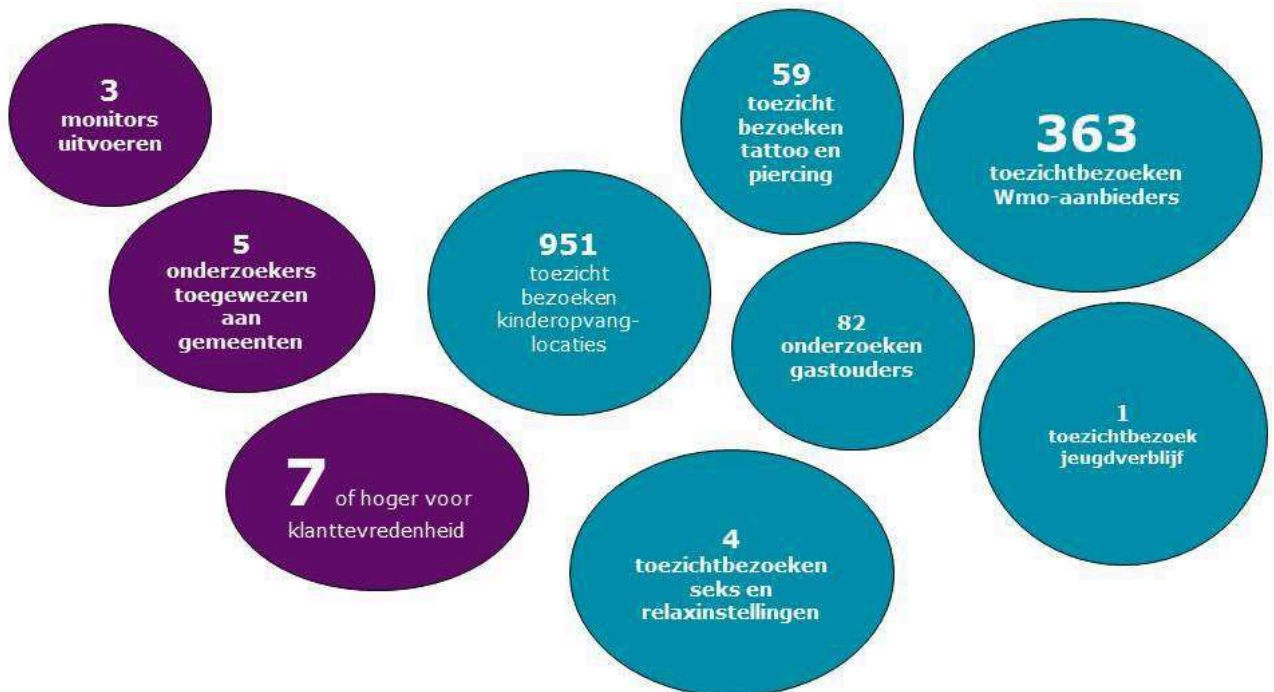 3
monitors
uitvoeren
5
onderzoekers
toegewezen
aan
gemeenten
7 of hoger voor
klanttevredenheid
951
toezicht
bezoeken
kinderopvang-
locaties
59
toezicht
bezoeken
tattoo en
piercing
363
toezichtbezoeken
Wmo-aanbieders
82
onderzoeken
gastouders
1
toezichtbezoek
jeugdverblijf
4
toezichtbezoeken
seks en
relaxinstellingen